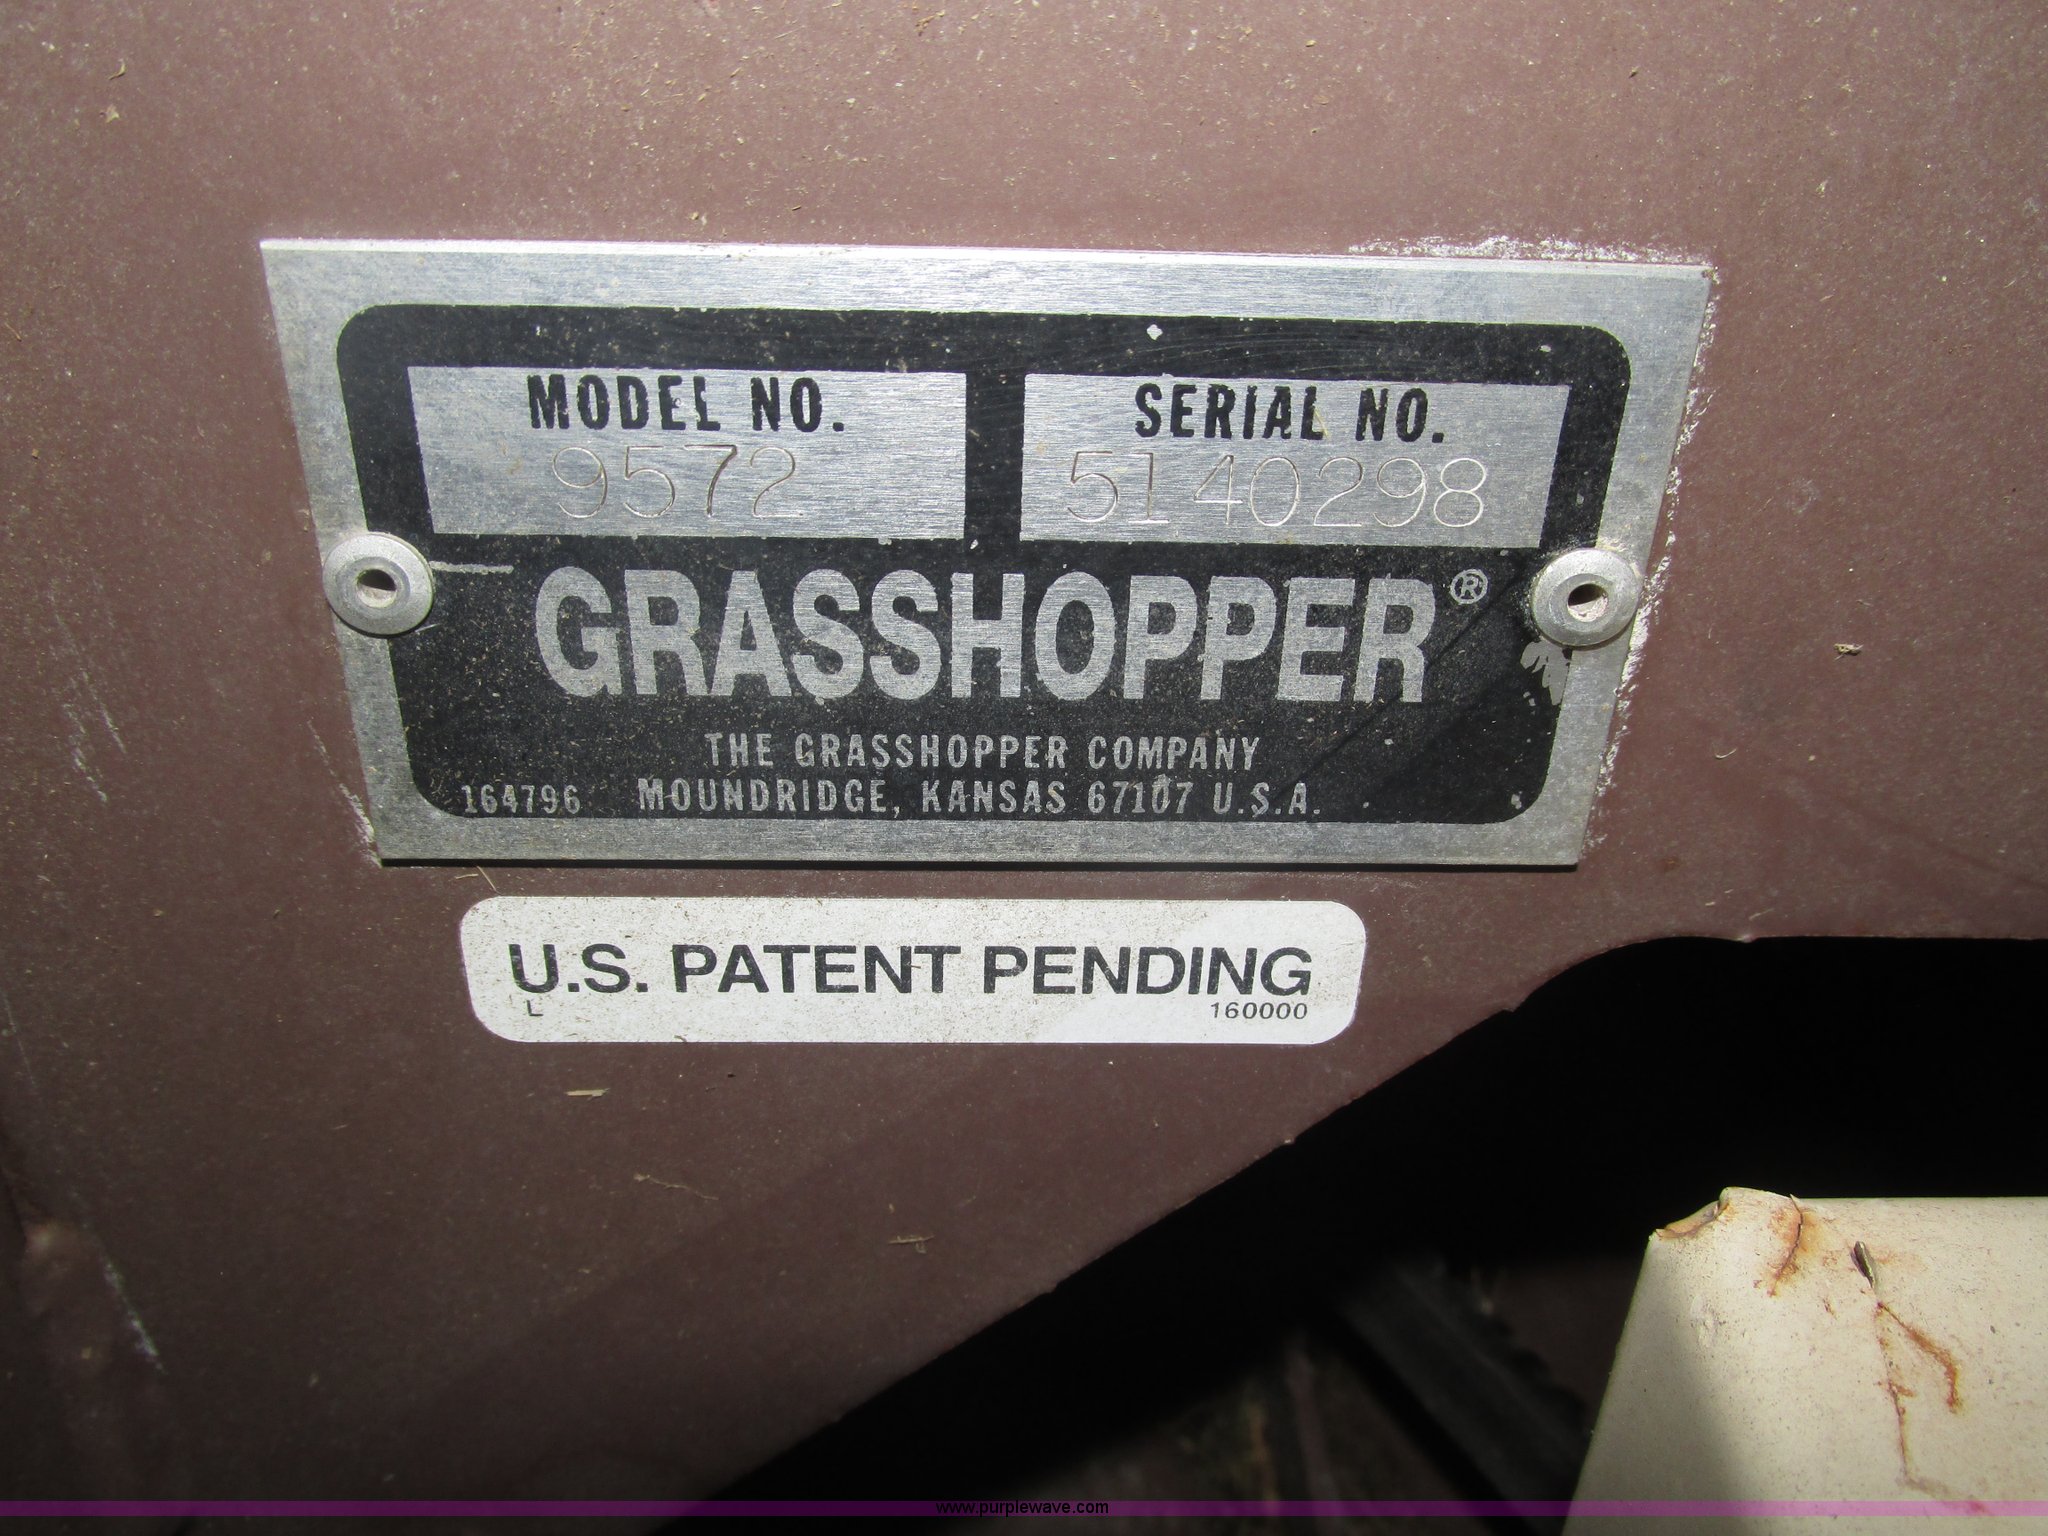 MODEL NO.
9572
SERIAL NO.
5140298
GRASSHOPPER®
THE GRASSHOPPER COMPANY
164796 MOUNDRIDGE, KANSAS 67107 U.S.A.
U.S. PATENT PENDING
L 160000
www.purplewave.com